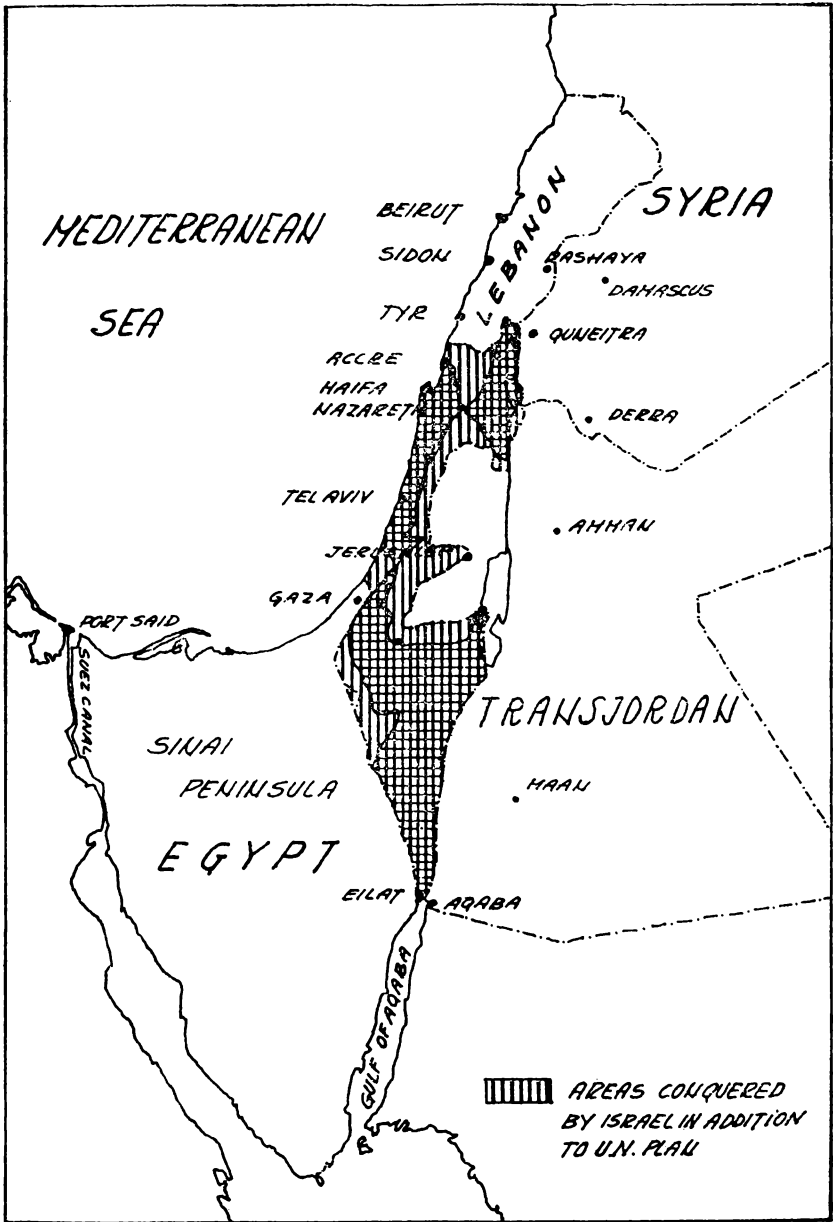 MEDITERRANEAN
SEA
SYRIA
LEBANON
BEIRUT
SIDON
TYR
RASHAYA
DAMASCUS
QUNEITRA
ACCRE
HAIFA
NAZARETH
DERRA
TEL AVIV
AMMAN
GAZA
PORT SAID
SUEZ CANAL
TRANSJORDAN
SINAI
PENINSULA
MAAN
EGYPT
EILAT
AQABA
GULF OF AQABA
AREAS CONQUERED
BY ISRAEL IN ADDITION
TO U.N. PLAN